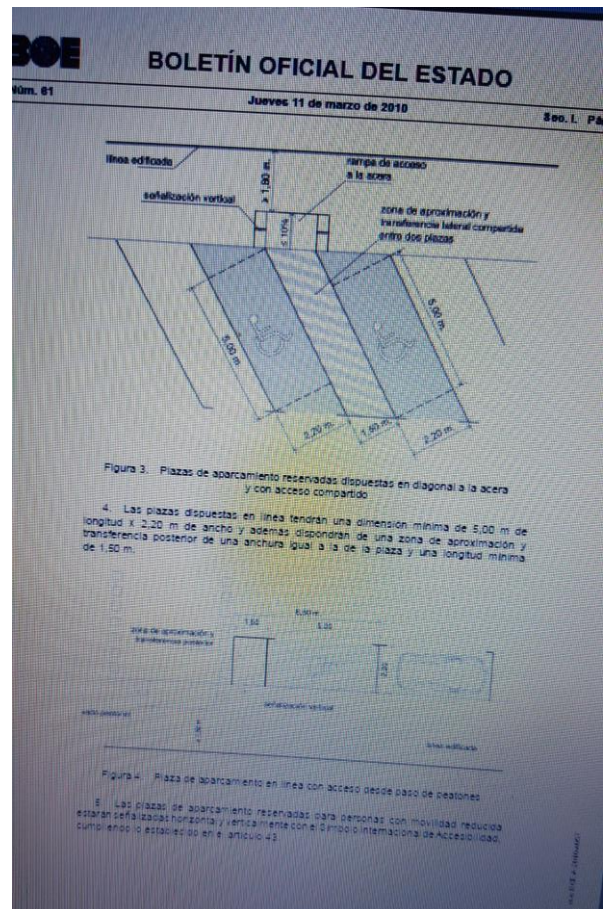 BOE
BOLETÍN OFICIAL DEL ESTADO
Núm. 61
Jueves 11 de marzo de 2010
Sec. I. Pá
línea edificada
≥ 1,80 m.
rampa de acceso
a la acera
señalización vertical
≤ 10%
zona de aproximación y
transferencia lateral compartida
entre dos plazas
5,00 m.
5,00 m.
2,20 m.
1,50 m.
2,20 m.
Figura 3. Plazas de aparcamiento reservadas dispuestas en diagonal a la acera
y con acceso compartido
4. Las plazas dispuestas en línea tendrán una dimensión mínima de 5,00 m de
longitud x 2,20 m de ancho y además dispondrán de una zona de aproximación y
transferencia posterior de una anchura igual a la de la plaza y una longitud mínima
de 1,50 m.
6,50 m
1,50
5,00
zona de aproximación y
transferencia posterior
2,20
señalización vertical
línea edificada
Figura 4. Plaza de aparcamiento en línea con acceso desde paso de peatones
5. Las plazas de aparcamiento reservadas para personas con movilidad reducida
estarán señalizadas horizontal y verticalmente con el Símbolo Internacional de Accesibilidad,
cumpliendo lo establecido en el artículo 43.